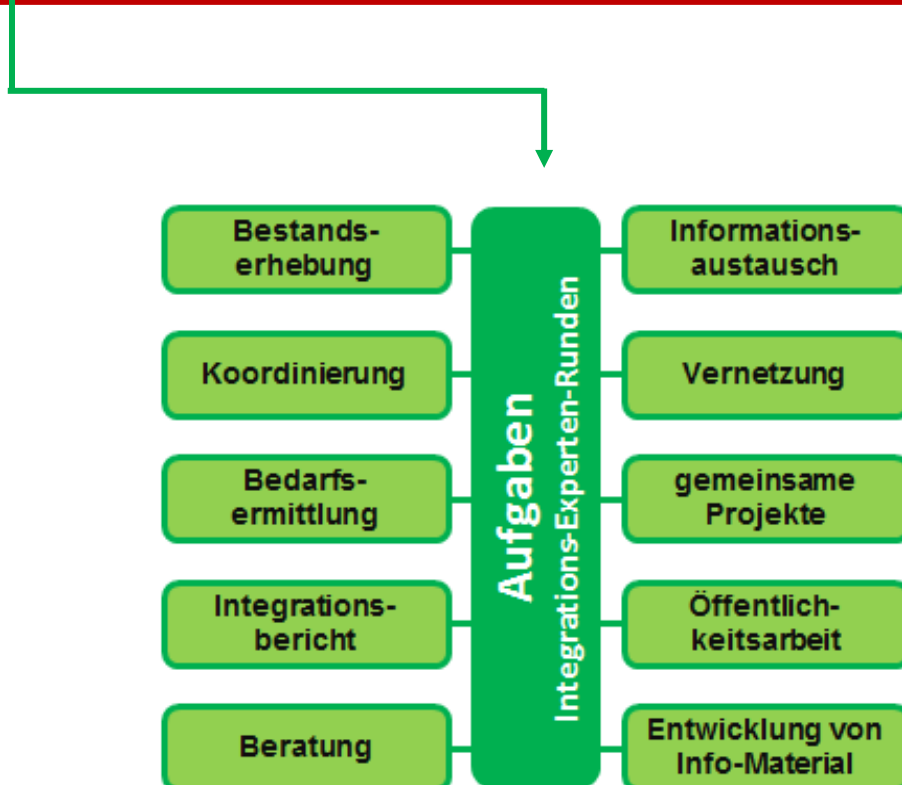 Bestands-
erhebung
Koordinierung
Bedarfs-
ermittlung
Integrations-
bericht
Beratung
Aufgaben
Integrations-Experten-Runden
Informations-
austausch
Vernetzung
gemeinsame
Projekte
Öffentlich-
keitsarbeit
Entwicklung von
Info-Material